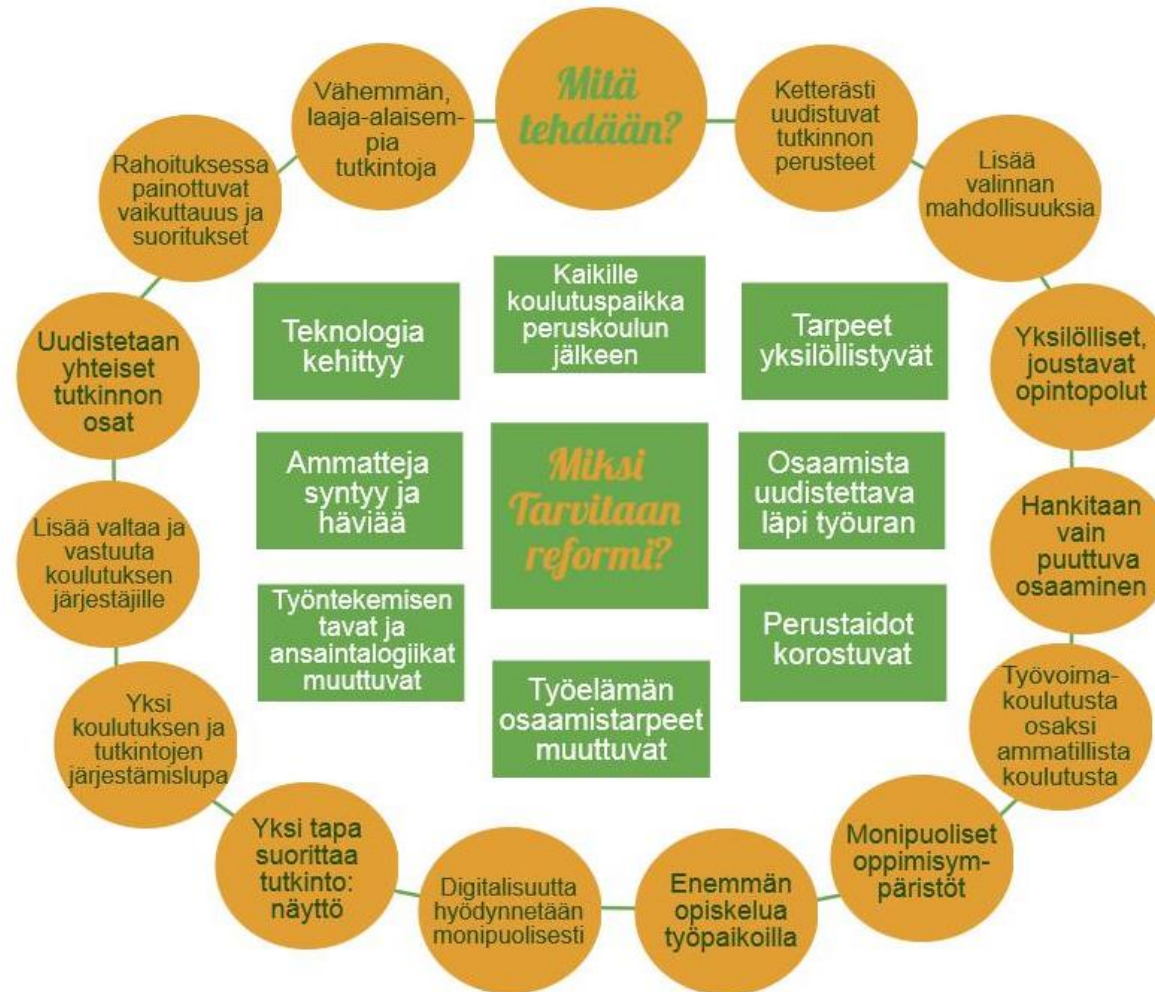 Mitä
tehdään?
Ketterästi
uudistuvat
tutkinnon
perusteet
Lisää
valinnan
mahdollisuuksia
Yksilölliset,
joustavat
opintopolut
Hankitaan
vain
puuttuva
osaaminen
Työvoima-
koulutusta
osaksi
ammatillista
koulutusta
Monipuoliset
oppimisym-
päristöt
Enemmän
opiskelua
työpaikoilla
Digitalisuutta
hyödynnetään
monipuolisesti
Yksi tapa
suorittaa
tutkinto:
näyttö
Yksi
koulutuksen ja
tutkintojen
järjestämislupa
Lisää valtaa ja
vastuuta
koulutuksen
järjestäjille
Uudistetaan
yhteiset
tutkinnon
osat
Rahoituksessa
painottuvat
vaikuttauus ja
suoritukset
Vähemmän,
laaja-alaisem-
pia
tutkintoja
Teknologia
kehittyy
Kaikille
koulutuspaikka
peruskoulun
jälkeen
Tarpeet
yksilöllistyvät
Ammatteja
syntyy ja
häviää
Miksi
Tarvitaan
reformi?
Osaamista
uudistettava
läpi työuran
Työntekemisen
tavat ja
ansaintalogiikat
muuttuvat
Työelämän
osaamistarpeet
muuttuvat
Perustaidot
korostuvat